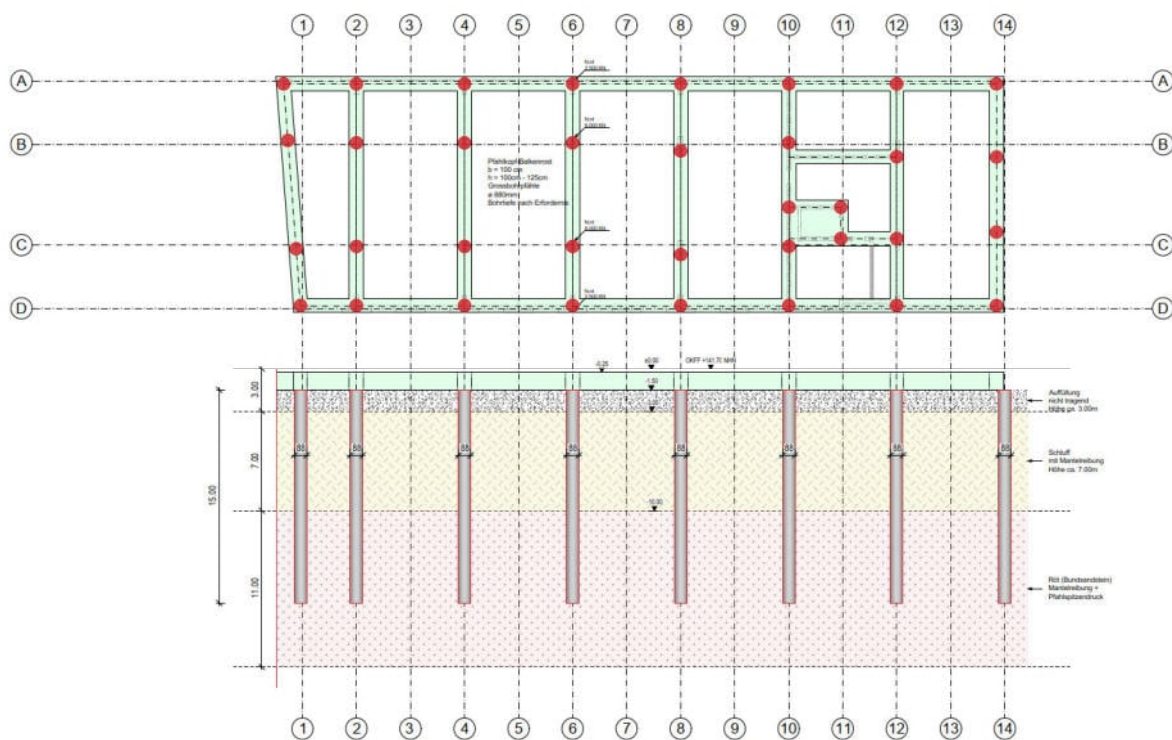 1 2 3 4 5 6 7 8 9 10 11 12 13 14
A A
B B
Pfahlkopf-Balkenrost
b = 100 cm
h = 100cm - 125cm
Grossbohrpfähle
ø 880mm
Bohrtiefe nach Erfordernis
C C
D D
-0.25 ±0.00 OKFF +141.70 NHN
-1.50
3.00
Auffüllung
nicht tragend
Höhe ca. 3.00m
88 88 88 88 88 88 88 88
7.00
Schluff
mit Mantelreibung
Höhe ca. 7.00m
15.00
-10.00
11.00
Röt (Bundsandstein)
Mantelreibung +
Pfahlspitzendruck
1 2 3 4 5 6 7 8 9 10 11 12 13 14